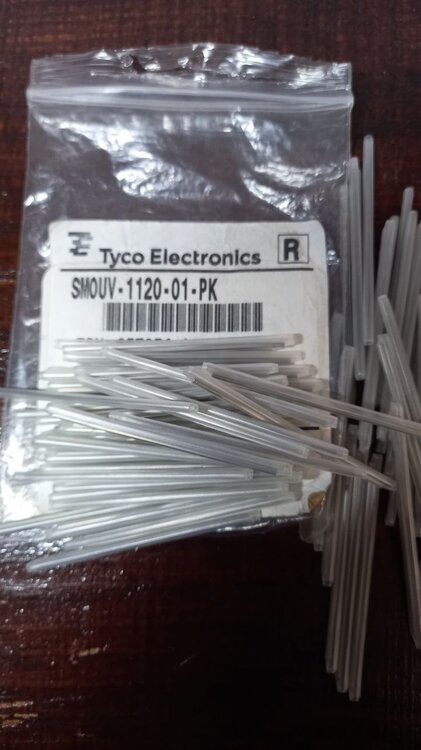 Tyco Electronics R
SMOUV-1120-01-PK